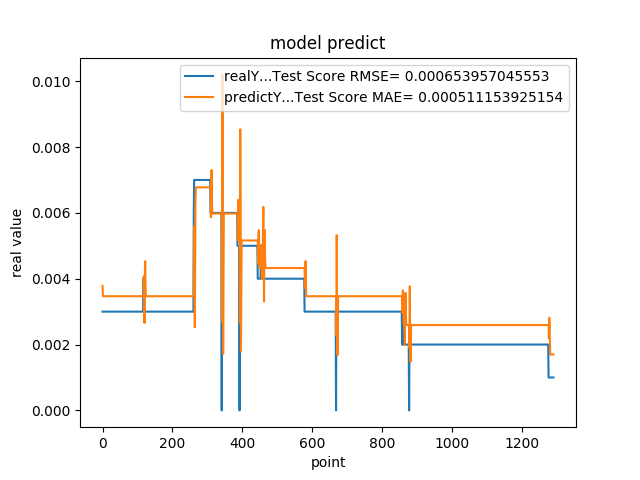 model predict
realY...Test Score RMSE= 0.000653957045553
predictY...Test Score MAE= 0.000511153925154
0.010
0.008
0.006
0.004
0.002
0.000
real value
0 200 400 600 800 1000 1200
point